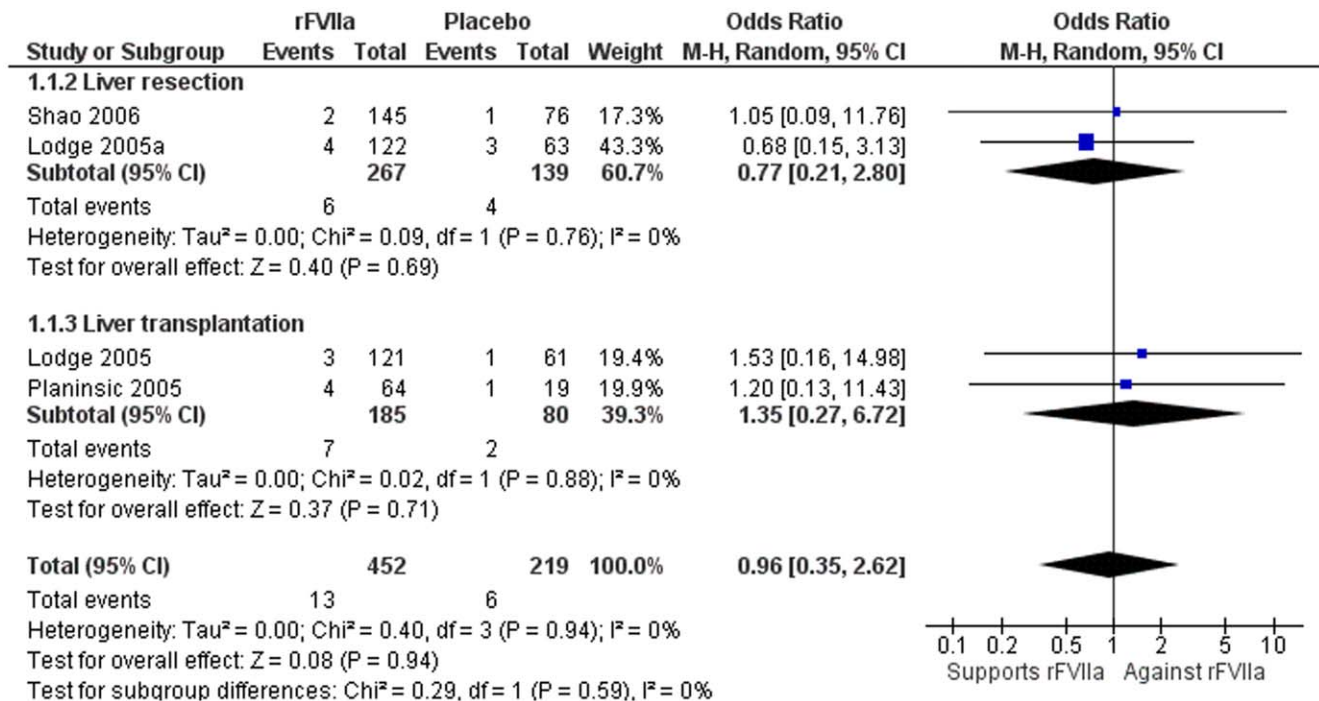 rFVIIa Placebo Odds Ratio Odds Ratio
Study or Subgroup Events Total Events Total Weight M-H, Random, 95% CI M-H, Random, 95% CI
1.1.2 Liver resection
Shao 2006 2 145 1 76 17.3% 1.05 [0.09, 11.76]
Lodge 2005a 4 122 3 63 43.3% 0.68 [0.15, 3.13]
Subtotal (95% CI) 267 139 60.7% 0.77 [0.21, 2.80]
Total events 6 4
Heterogeneity: Tau² = 0.00; Chi² = 0.09, df = 1 (P = 0.76); I² = 0%
Test for overall effect: Z = 0.40 (P = 0.69)
1.1.3 Liver transplantation
Lodge 2005 3 121 1 61 19.4% 1.53 [0.16, 14.98]
Planinsic 2005 4 64 1 19 19.9% 1.20 [0.13, 11.43]
Subtotal (95% CI) 185 80 39.3% 1.35 [0.27, 6.72]
Total events 7 2
Heterogeneity: Tau² = 0.00; Chi² = 0.02, df = 1 (P = 0.88); I² = 0%
Test for overall effect: Z = 0.37 (P = 0.71)
Total (95% CI) 452 219 100.0% 0.96 [0.35, 2.62]
Total events 13 6
Heterogeneity: Tau² = 0.00; Chi² = 0.40, df = 3 (P = 0.94); I² = 0%
Test for overall effect: Z = 0.08 (P = 0.94)
Test for subgroup differences: Chi² = 0.29, df = 1 (P = 0.59), I² = 0%
0.1 0.2 0.5 1 2 5 10
Supports rFVIIa Against rFVIIa